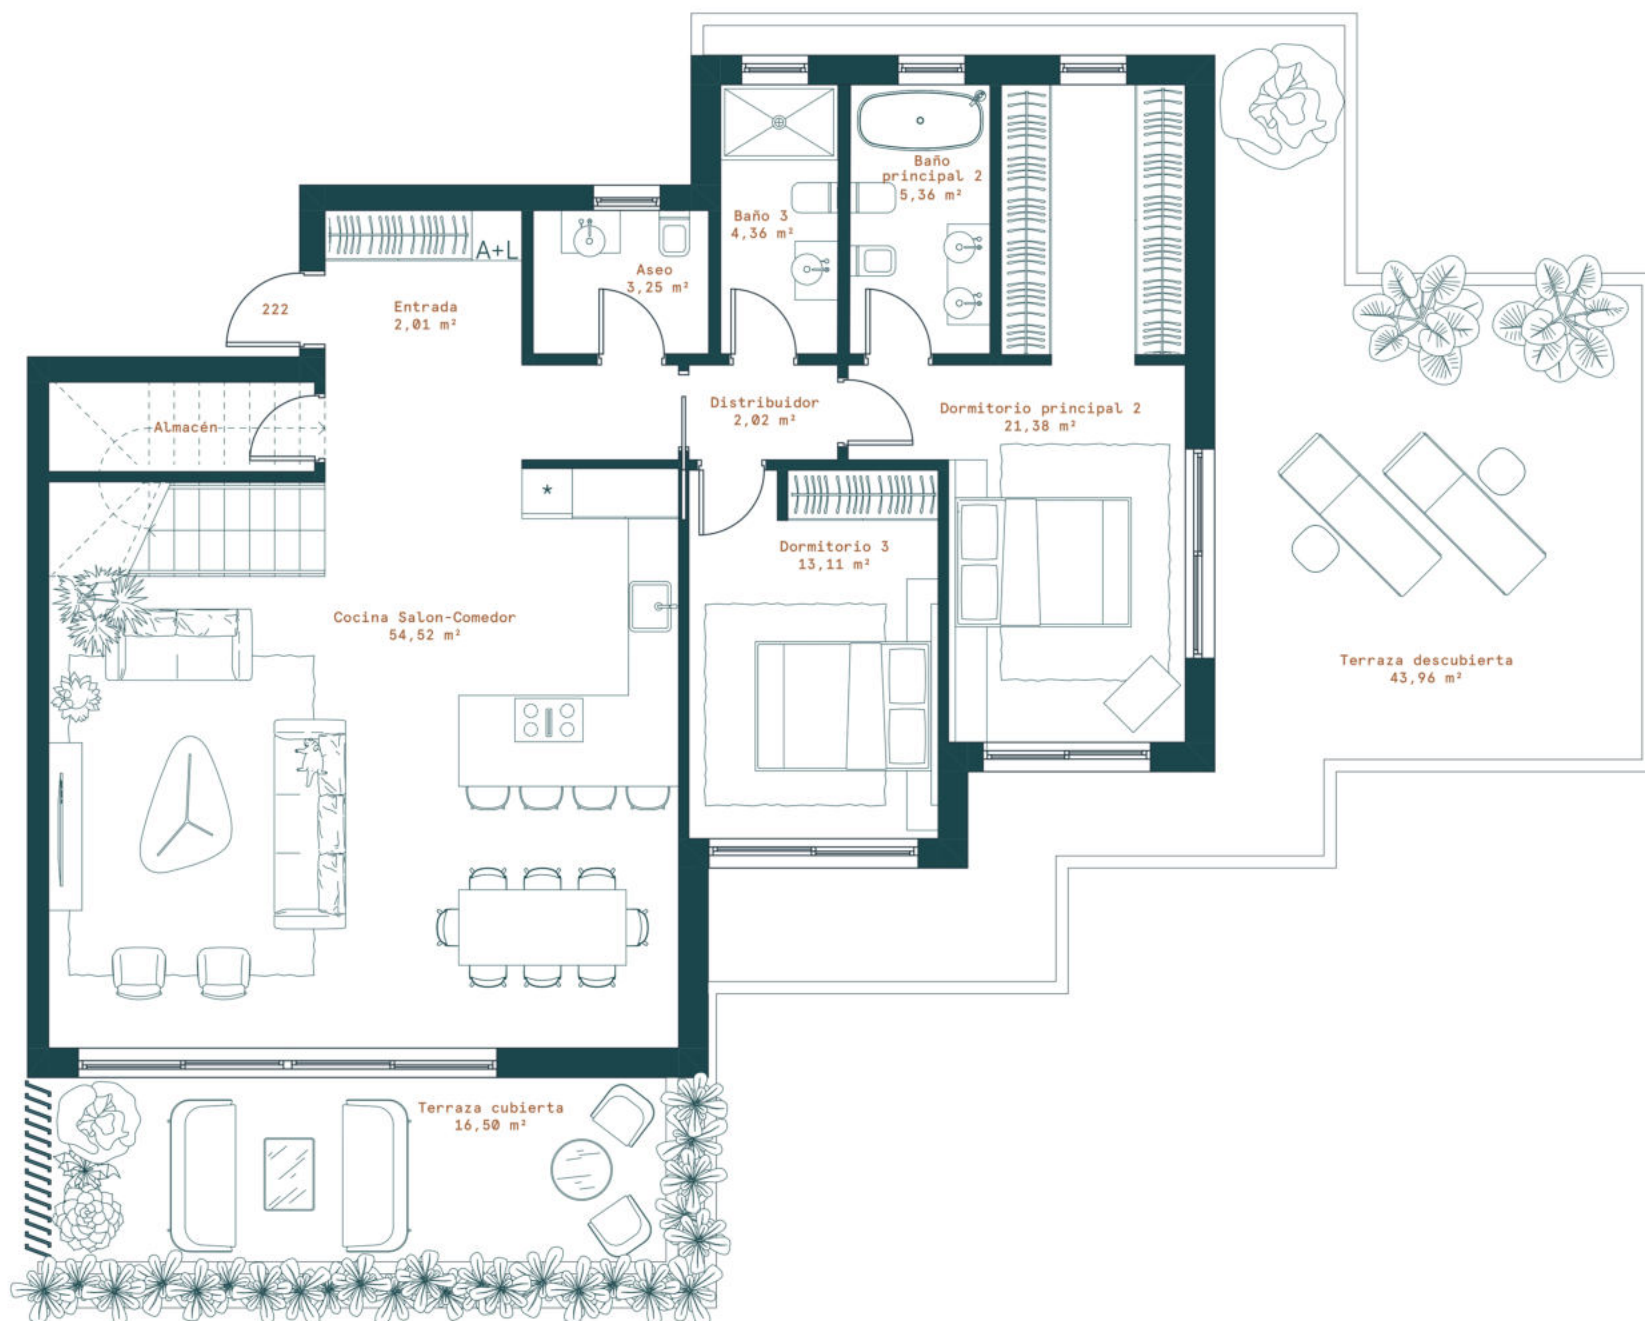 Baño
principal 2
5,36 m²
Baño 3
4,36 m²
A+L
Aseo
3,25 m²
222
Entrada
2,01 m²
Almacén
Distribuidor
2,02 m²
Dormitorio principal 2
21,38 m²
*
Dormitorio 3
13,11 m²
Cocina Salon-Comedor
54,52 m²
Terraza descubierta
43,96 m²
Terraza cubierta
16,50 m²